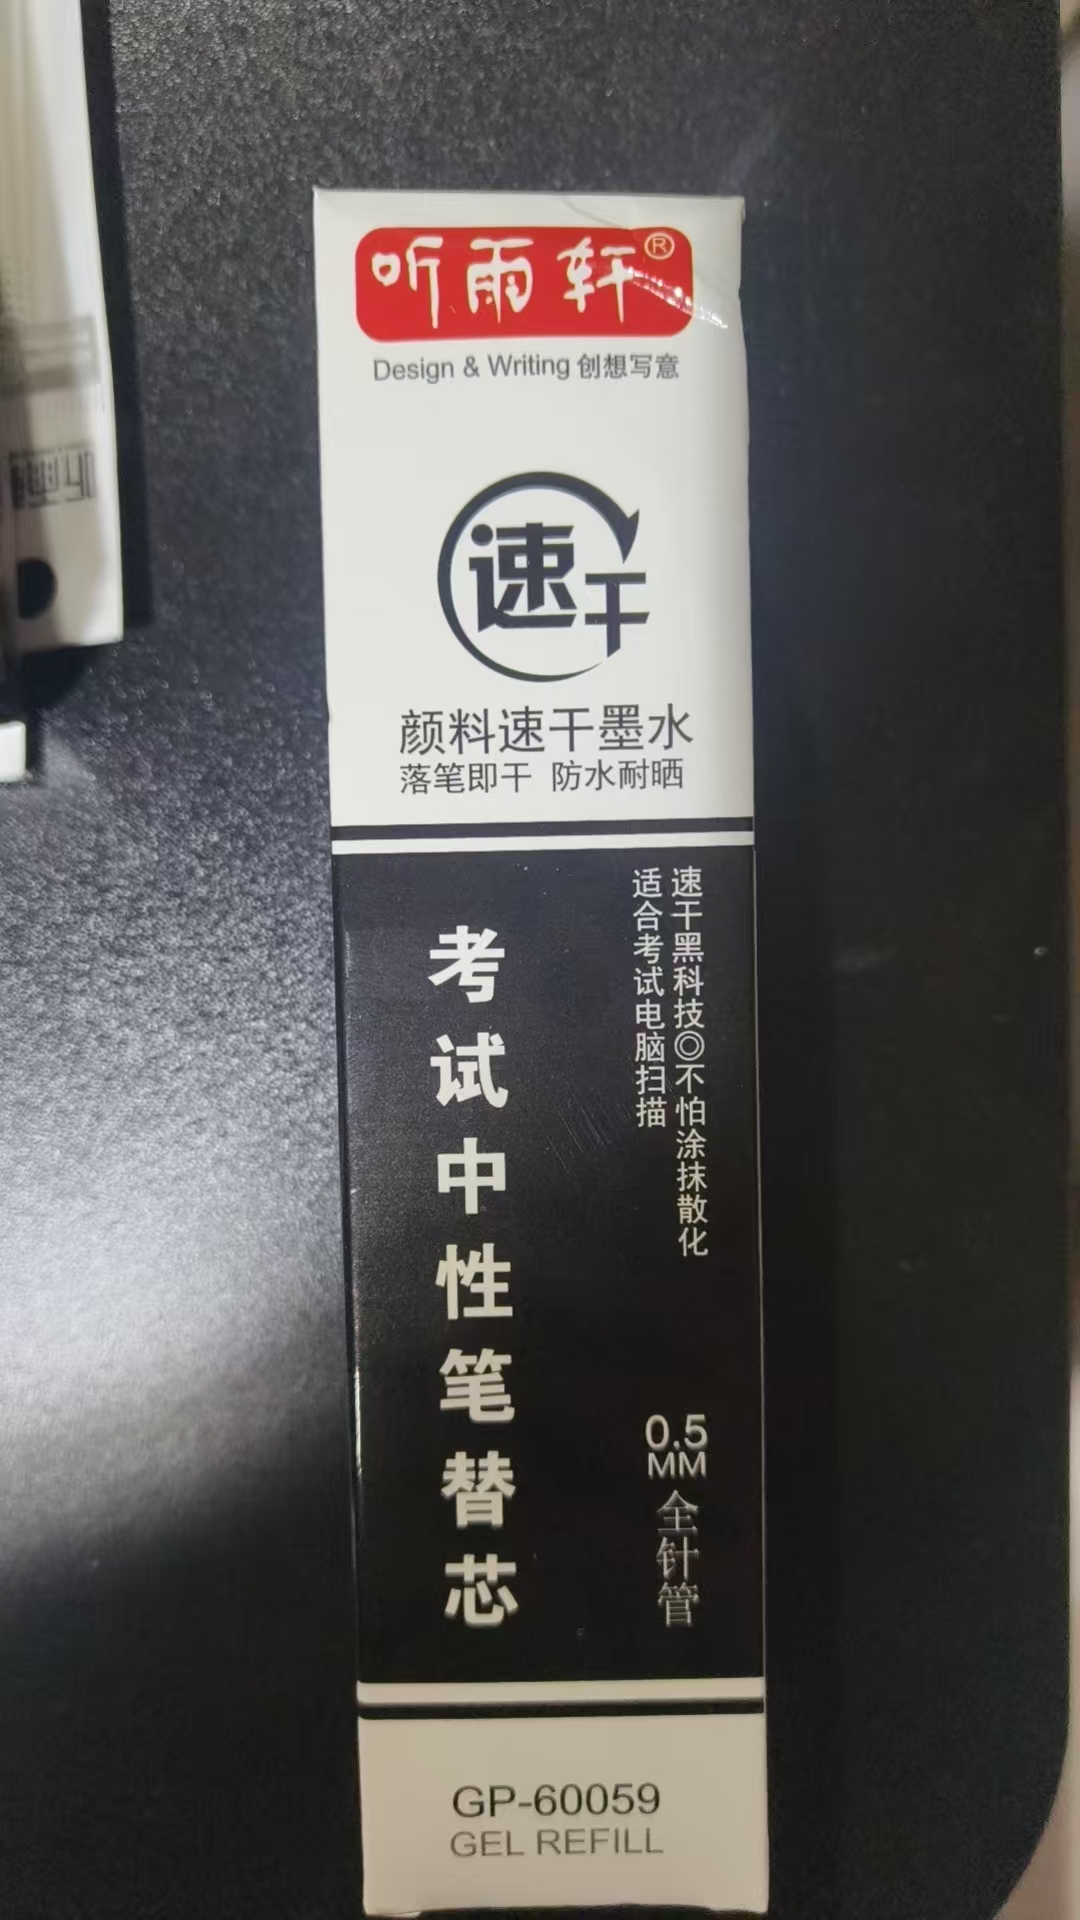 听雨轩®
Design & Writing 创想写意
速干
颜料速干墨水
落笔即干 防水耐晒
速干黑科技◎不怕涂抹散化
适合考试电脑扫描
考试中性笔替芯
0.5
MM
全针管
GP-60059
GEL REFILL